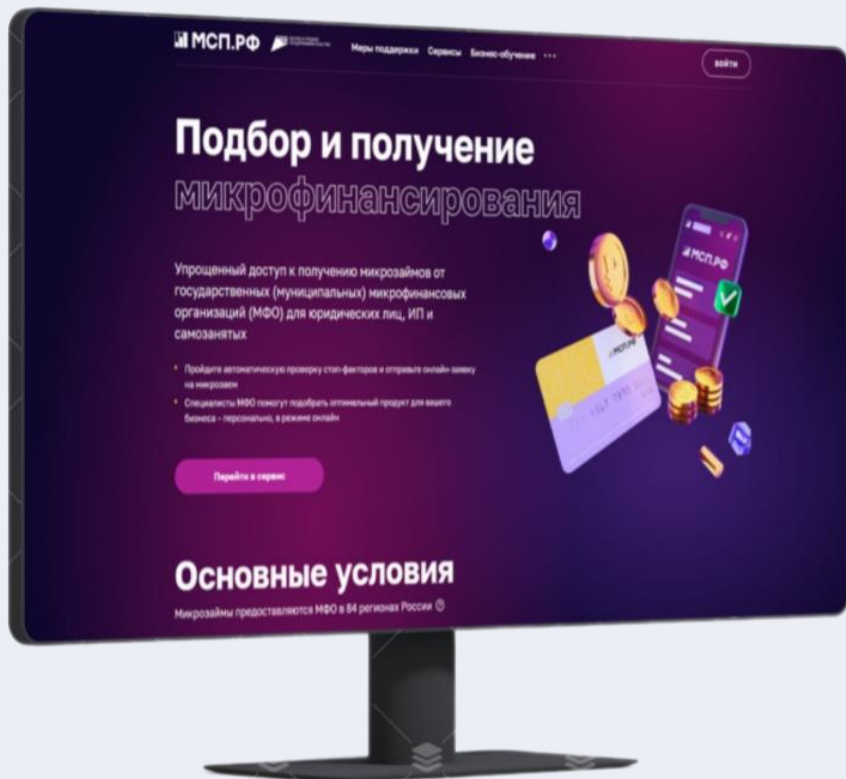 МСП.РФ
Меры поддержки Сервисы Бизнес-обучение ···
ВОЙТИ
Подбор и получение
микрофинансирования
Упрощенный доступ к получению микрозаймов от
государственных (муниципальных) микрофинансовых
организаций (МФО) для юридических лиц, ИП и
самозанятых
• Пройдите автоматическую проверку стоп-факторов и отправьте онлайн-заявку
на микрозаем
• Специалисты МФО помогут подобрать оптимальный продукт для вашего
бизнеса – персонально, в режиме онлайн
МСП.РФ
МСП.РФ
Перейти в сервис
Основные условия
Микрозаймы предоставляются МФО в 84 регионах России